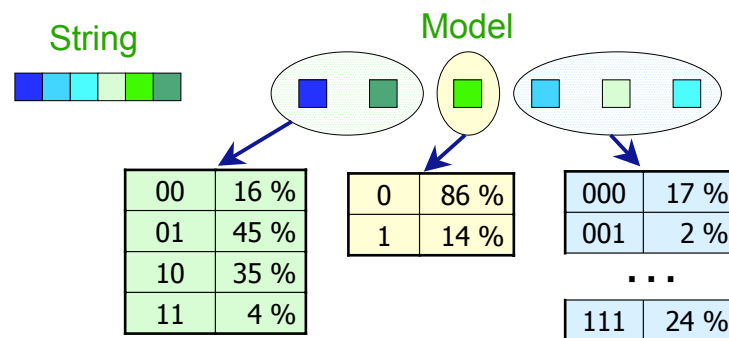 String
Model
00 16 %
01 45 %
10 35 %
11 4 %
0 86 %
1 14 %
000 17 %
001 2 %
...
111 24 %